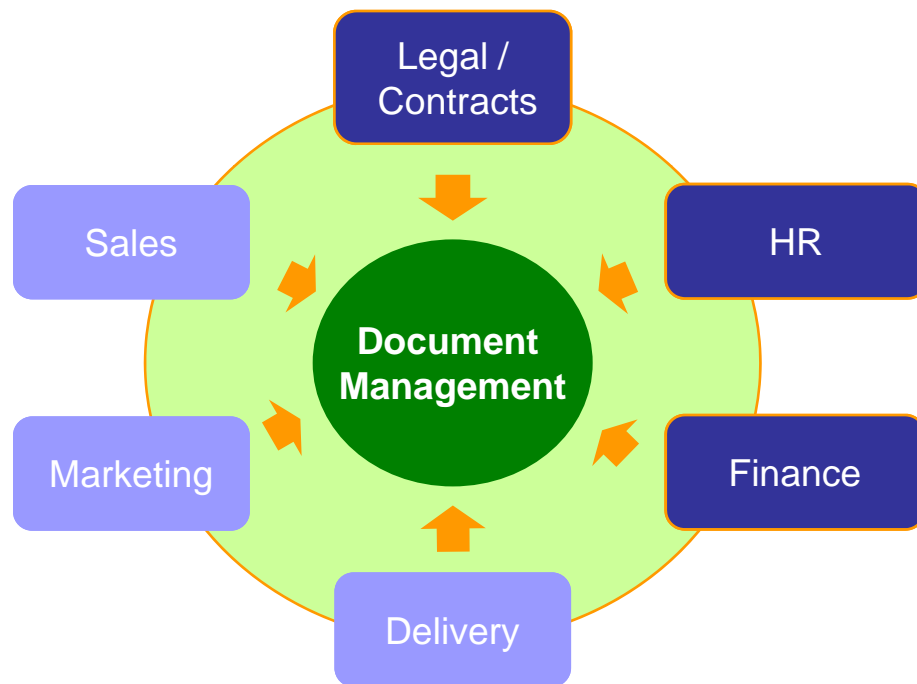 Legal /
Contracts
Sales
HR
Document
Management
Marketing
Finance
Delivery